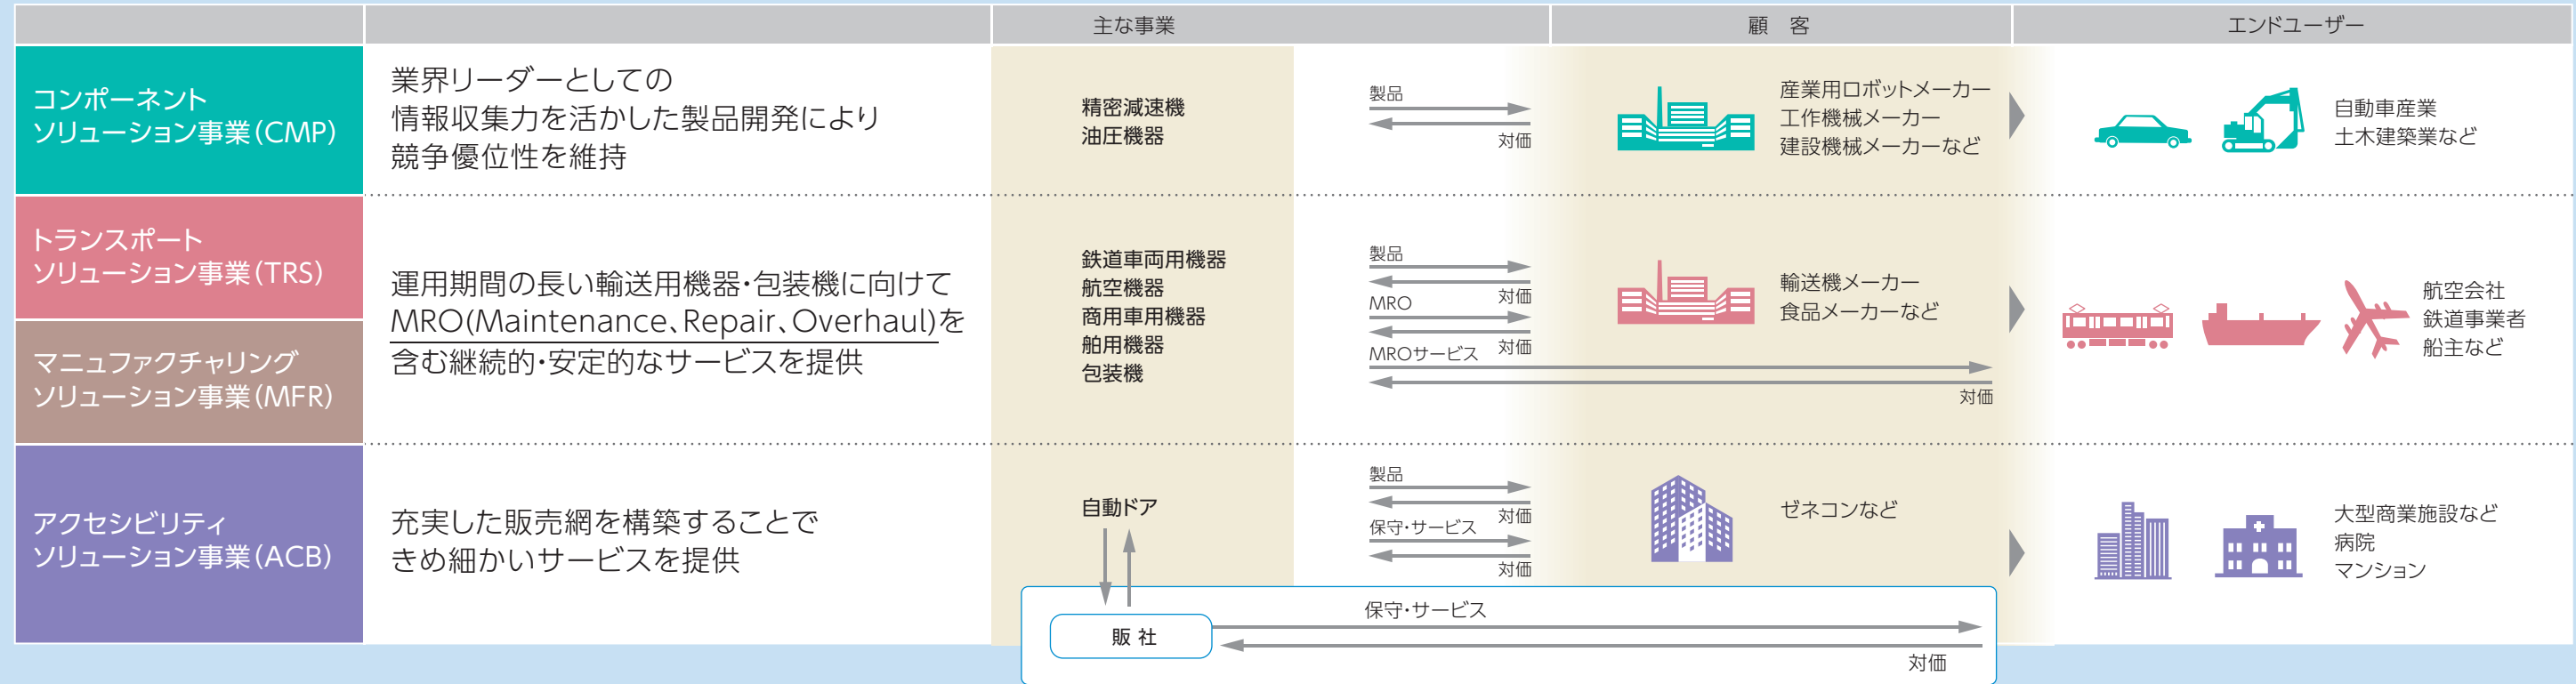 主な事業
顧 客
エンドユーザー
コンポーネント
ソリューション事業(CMP)
業界リーダーとしての
情報収集力を活かした製品開発により
競争優位性を維持
精密減速機
油圧機器
製品
対価
産業用ロボットメーカー
工作機械メーカー
建設機械メーカーなど
自動車産業
土木建築業など
トランスポート
ソリューション事業(TRS)
マニュファクチャリング
ソリューション事業(MFR)
運用期間の長い輸送用機器・包装機に向けて
MRO(Maintenance、Repair、Overhaul)を
含む継続的・安定的なサービスを提供
鉄道車両用機器
航空機器
商用車用機器
舶用機器
包装機
製品
対価
MRO
対価
MROサービス
対価
輸送機メーカー
食品メーカーなど
航空会社
鉄道事業者
船主など
アクセシビリティ
ソリューション事業(ACB)
充実した販売網を構築することで
きめ細かいサービスを提供
自動ドア
製品
対価
保守・サービス
対価
ゼネコンなど
大型商業施設など
病院
マンション
販 社
保守・サービス
対価